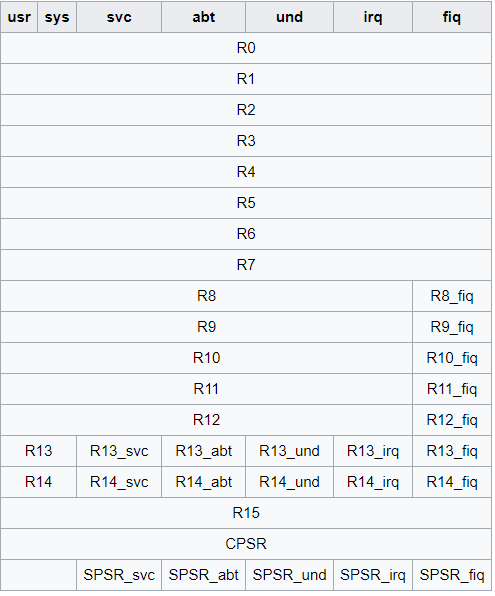 usr sys svc abt und irq fiq
R0
R1
R2
R3
R4
R5
R6
R7
R8 R8_fiq
R9 R9_fiq
R10 R10_fiq
R11 R11_fiq
R12 R12_fiq
R13 R13_svc R13_abt R13_und R13_irq R13_fiq
R14 R14_svc R14_abt R14_und R14_irq R14_fiq
R15
CPSR
SPSR_svc SPSR_abt SPSR_und SPSR_irq SPSR_fiq